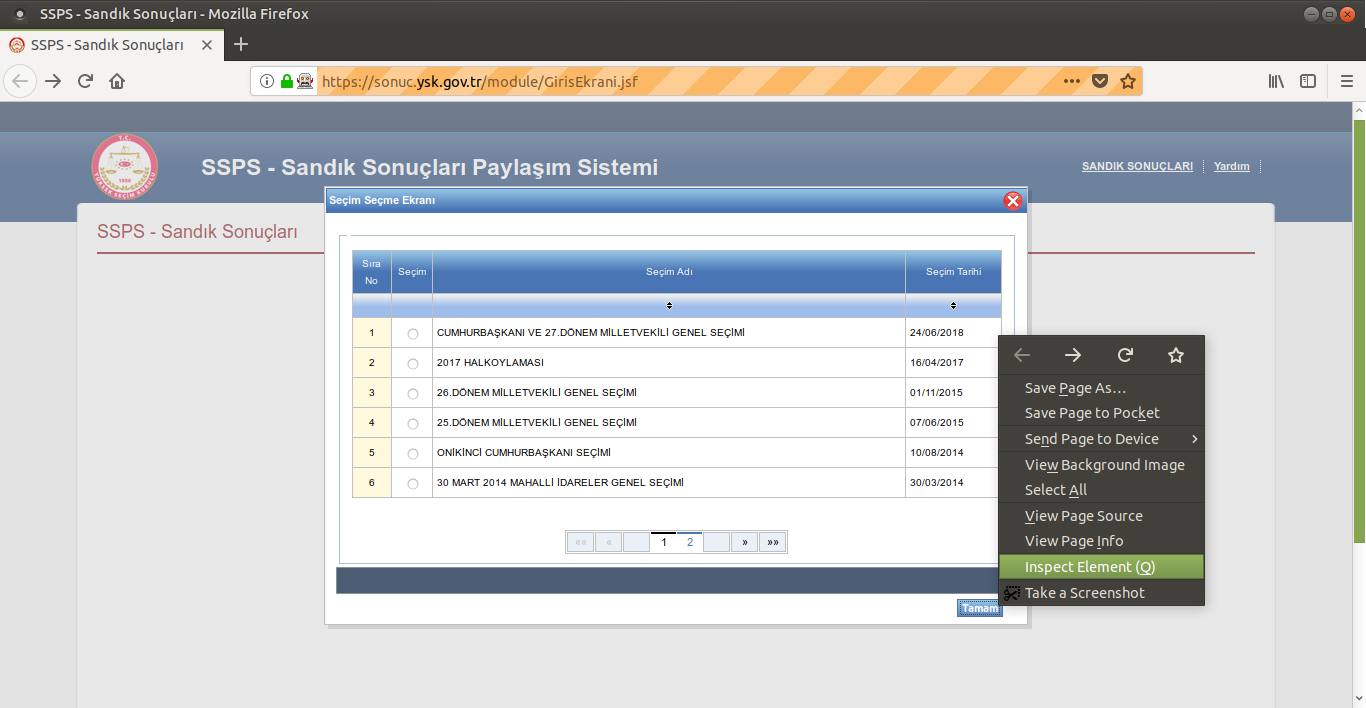 SSPS - Sandık Sonuçları - Mozilla Firefox
SSPS - Sandık Sonuçları
https://sonuc.ysk.gov.tr/module/GirisEkrani.jsf
T.C.
YÜKSEK SEÇİM KURULU
1950
SSPS - Sandık Sonuçları Paylaşım Sistemi
SANDIK SONUÇLARI
Yardım
SSPS - Sandık Sonuçları
Seçim Seçme Ekranı
Sıra No Seçim Seçim Adı Seçim Tarihi
1 CUMHURBAŞKANI VE 27.DÖNEM MİLLETVEKİLİ GENEL SEÇİMİ 24/06/2018
2 2017 HALKOYLAMASI 16/04/2017
3 26.DÖNEM MİLLETVEKİLİ GENEL SEÇİMİ 01/11/2015
4 25.DÖNEM MİLLETVEKİLİ GENEL SEÇİMİ 07/06/2015
5 ONİKİNCİ CUMHURBAŞKANI SEÇİMİ 10/08/2014
6 30 MART 2014 MAHALLİ İDARELER GENEL SEÇİMİ 30/03/2014
«« « 1 2 » »»
Tamam
Save Page As…
Save Page to Pocket
Send Page to Device
View Background Image
Select All
View Page Source
View Page Info
Inspect Element (Q)
Take a Screenshot